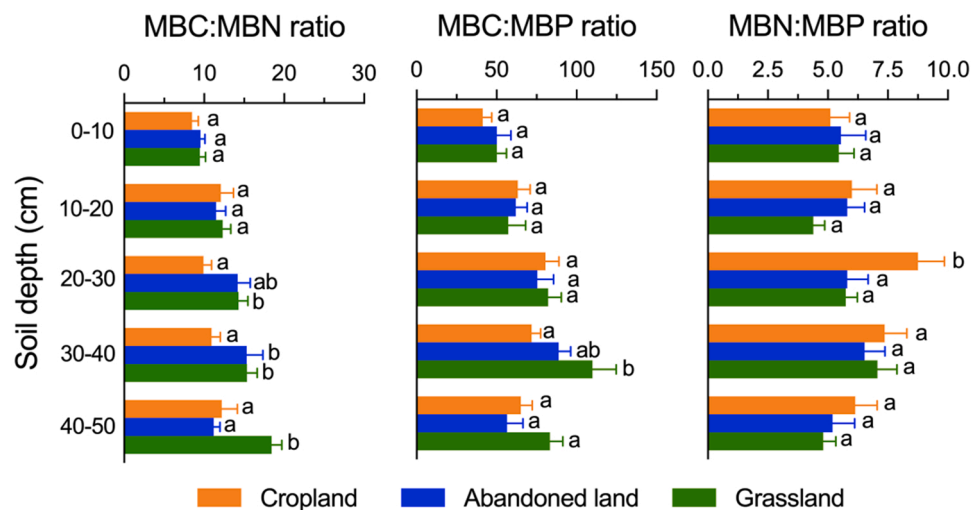 MBC:MBN ratio MBC:MBP ratio MBN:MBP ratio
0 10 20 30 0 50 100 150 0.0 2.5 5.0 7.5 10.0
Soil depth (cm)
0-10
a a a
a a a
a a a
10-20
a a a
a a a
a a a
20-30
a a b
ab a a
b a a
30-40
a a a
b ab a
b b a
40-50
a a a
a a a
b a a
Cropland Abandoned land Grassland